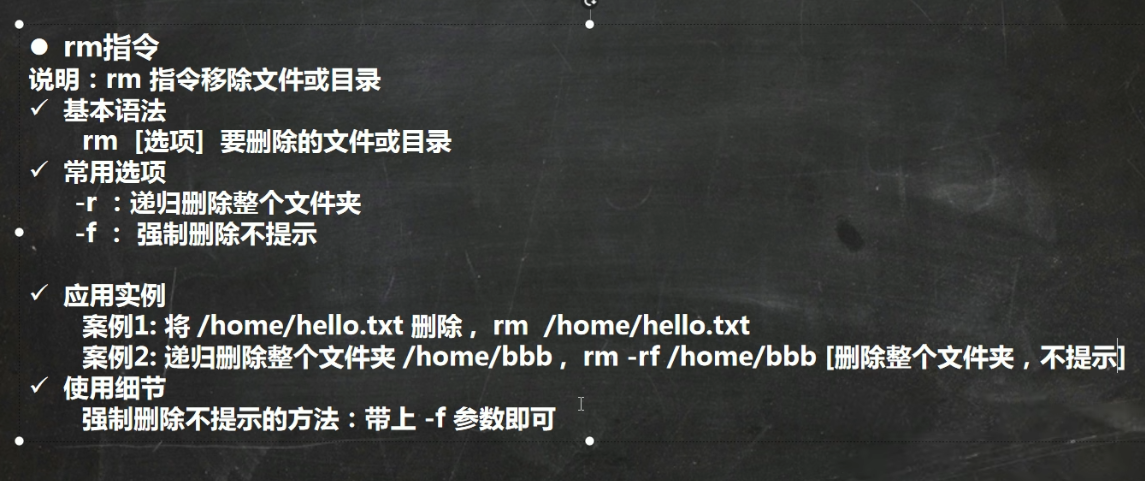 ● rm指令
说明：rm 指令移除文件或目录
✓ 基本语法
rm [选项] 要删除的文件或目录
✓ 常用选项
-r ：递归删除整个文件夹
-f ： 强制删除不提示
✓ 应用实例
案例1: 将 /home/hello.txt 删除， rm /home/hello.txt
案例2: 递归删除整个文件夹 /home/bbb， rm -rf /home/bbb [删除整个文件夹，不提示]
✓ 使用细节
强制删除不提示的方法：带上 -f 参数即可